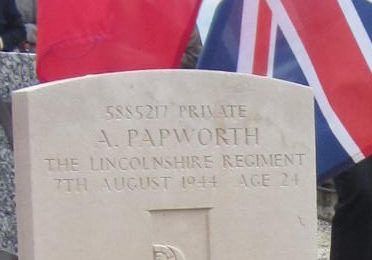 5885217 PRIVATE
A. PAPWORTH
THE LINCOLNSHIRE REGIMENT
7TH AUGUST 1944 AGE 24